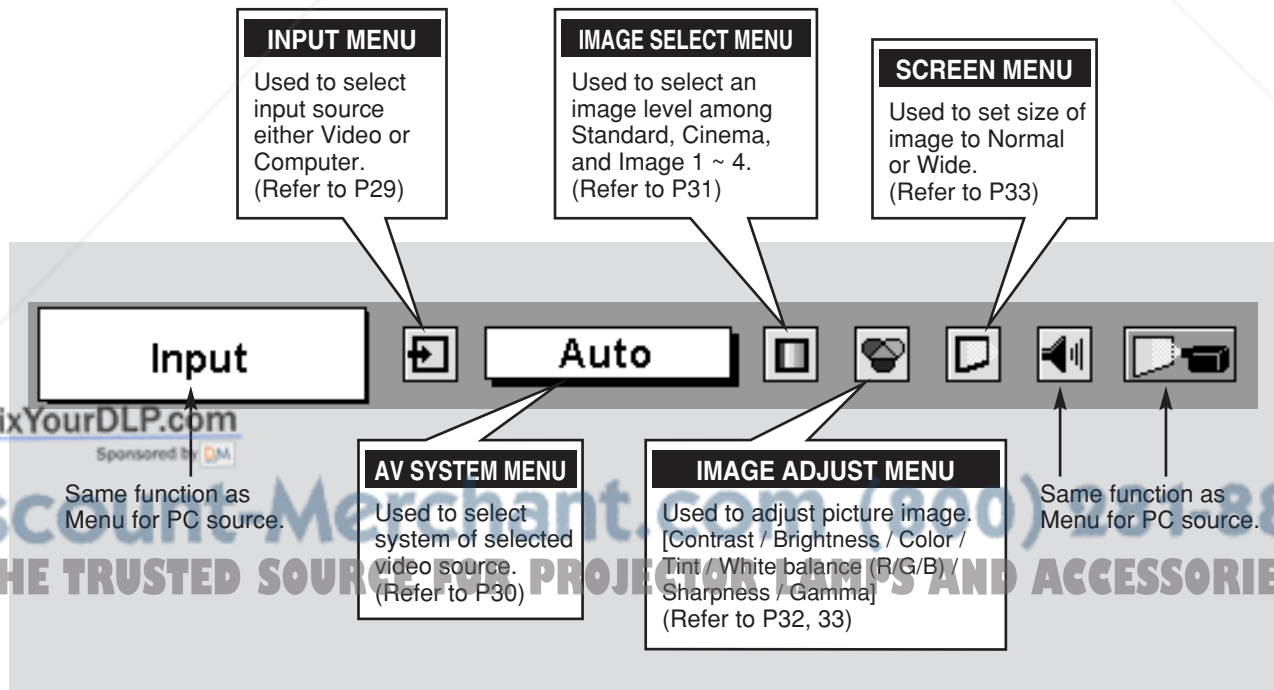 INPUT MENU
Used to select
input source
either Video or
Computer.
(Refer to P29)
IMAGE SELECT MENU
Used to select an
image level among
Standard, Cinema,
and Image 1 ~ 4.
(Refer to P31)
SCREEN MENU
Used to set size of
image to Normal
or Wide.
(Refer to P33)
Input
Auto
ixYourDLP.com
Sponsored by DM
Same function as
Menu for PC source.
AV SYSTEM MENU
Used to select
system of selected
video source.
(Refer to P30)
IMAGE ADJUST MENU
Used to adjust picture image.
[Contrast / Brightness / Color /
Tint / White balance (R/G/B) /
Sharpness / Gamma]
(Refer to P32, 33)
Same function as
Menu for PC source.
scount-Merchant.com (800) 281-88
HE TRUSTED SOURCE FOR PROJECTOR LAMPS AND ACCESSORIE